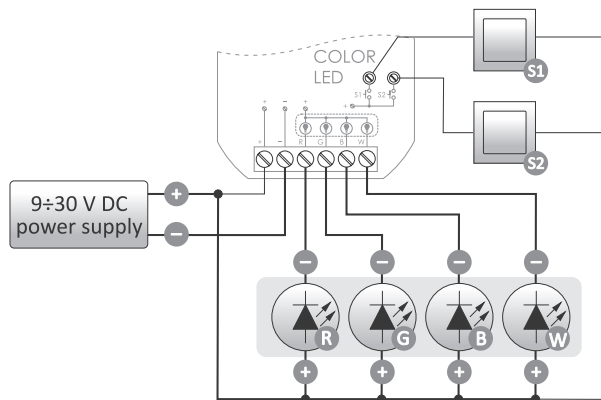 COLOR
LED
S1
S2
S1
S2
+ − +
+
+ − R G B W
9÷30 V DC
power supply
+
−
− − − −
R G B W
+ + + +